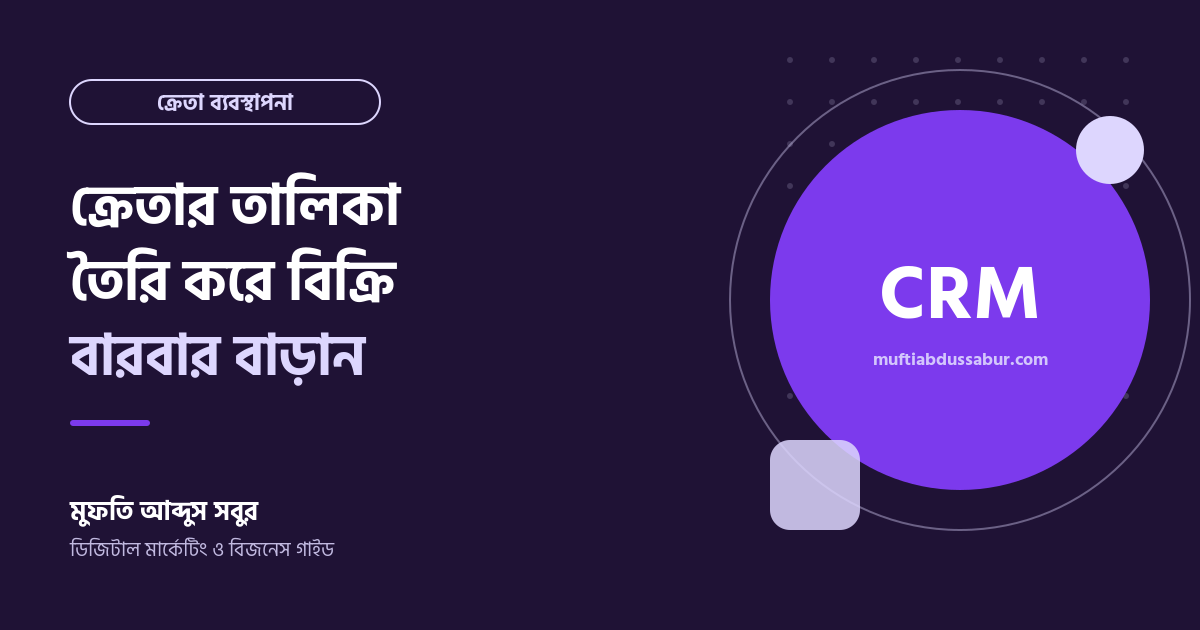 ক্রেতা ব্যবস্থাপনা
ক্রেতার তালিকা
তৈরি করে বিক্রি
বারবার বাড়ান
মুফতি আব্দুস সবুর
ডিজিটাল মার্কেটিং ও বিজনেস গাইড
CRM
muftiabdussabur.com